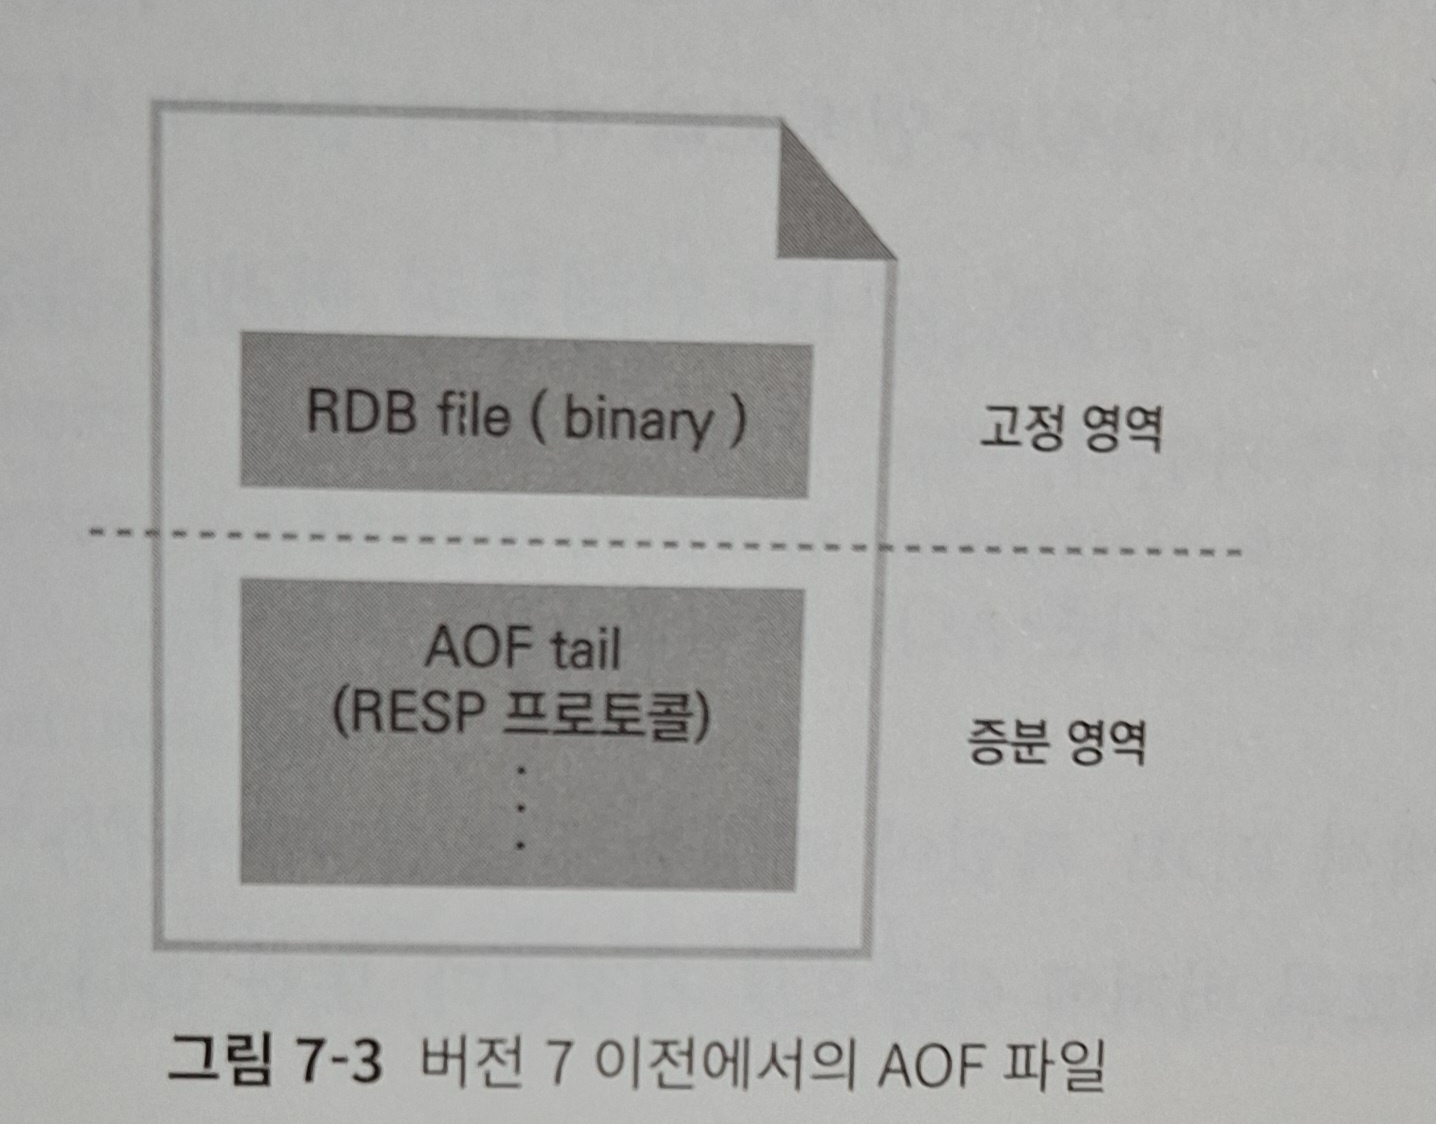 RDB file ( binary )
고정 영역
AOF tail
(RESP 프로토콜)
증분 영역
그림 7-3 버전 7 이전에서의 AOF 파일